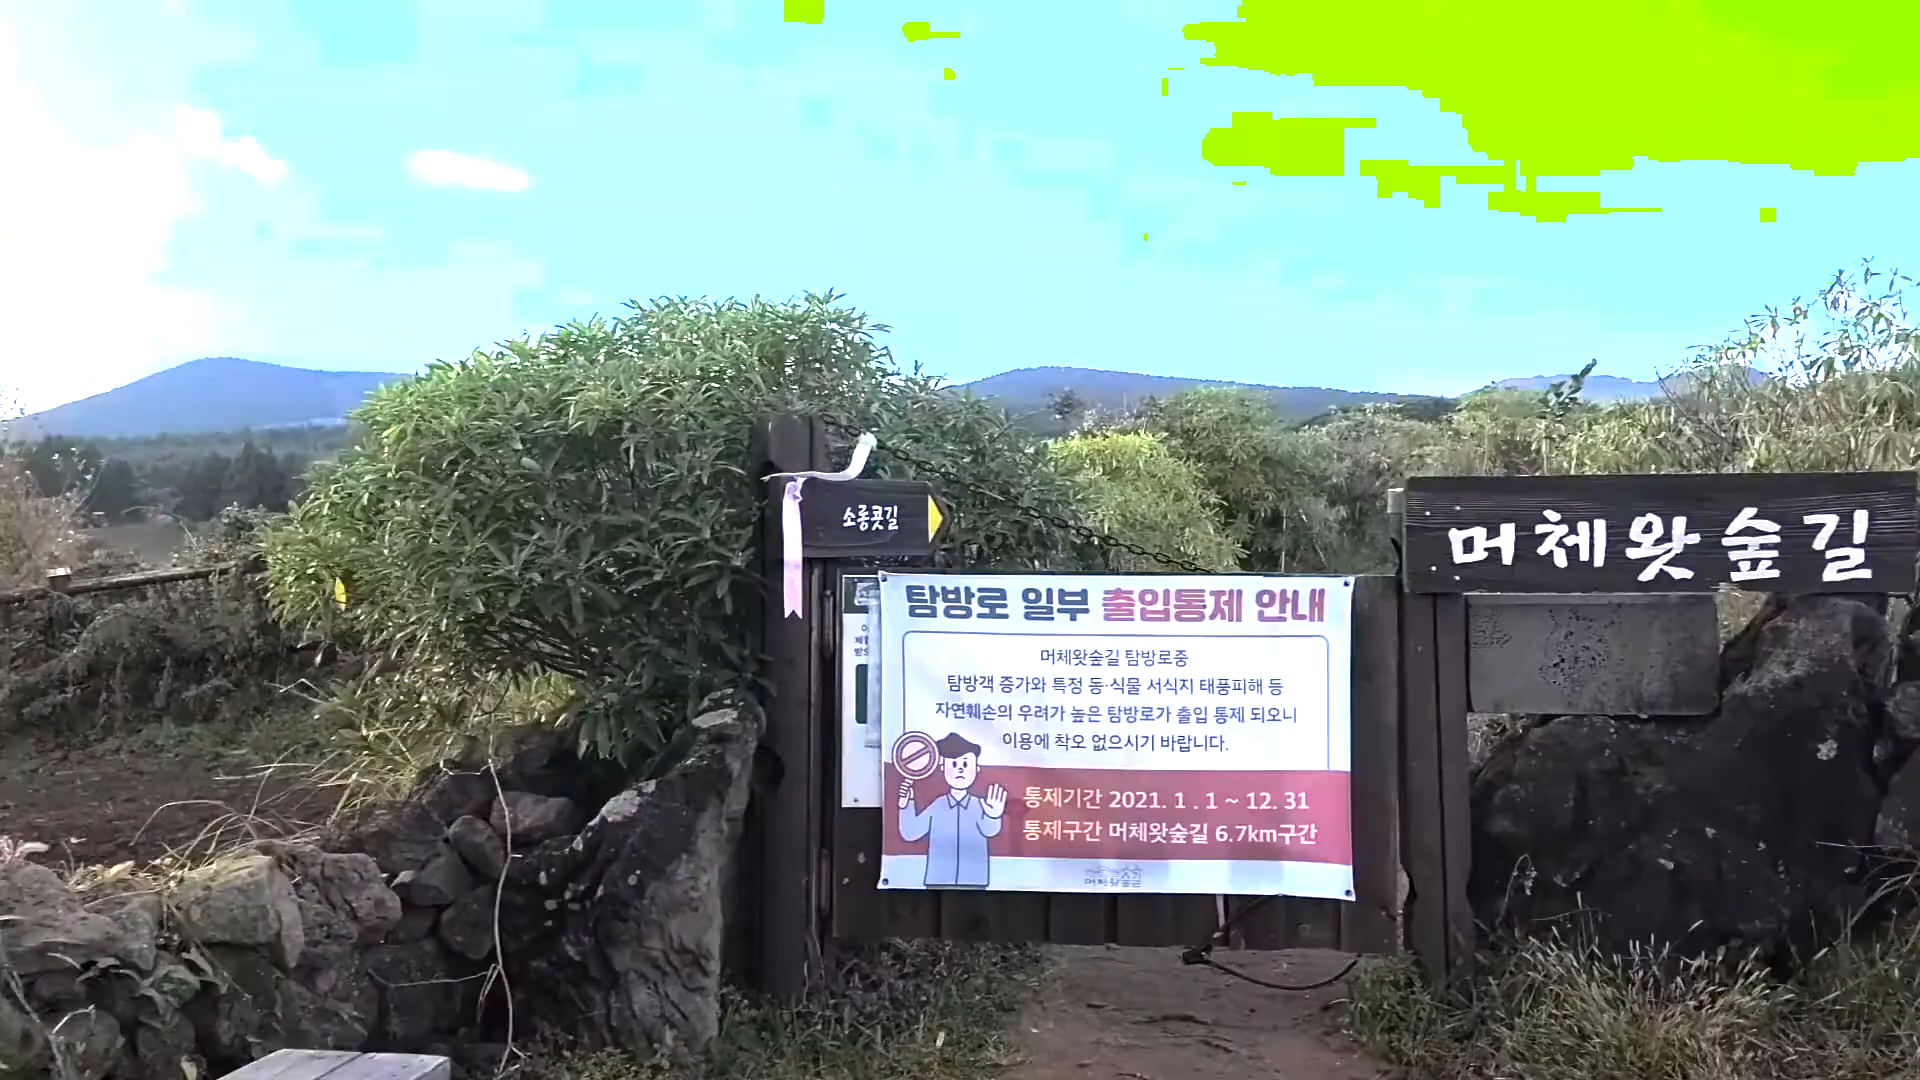 소롱콧길
머체왓숲길
탐방로 일부 출입통제 안내
머체왓숲길 탐방로중
탐방객 증가와 특정 동·식물 서식지 태풍피해 등
자연훼손의 우려가 높은 탐방로가 출입 통제 되오니
이용에 착오 없으시기 바랍니다.
통제기간 2021. 1 . 1 ~ 12. 31
통제구간 머체왓숲길 6.7km구간
머체왓숲길